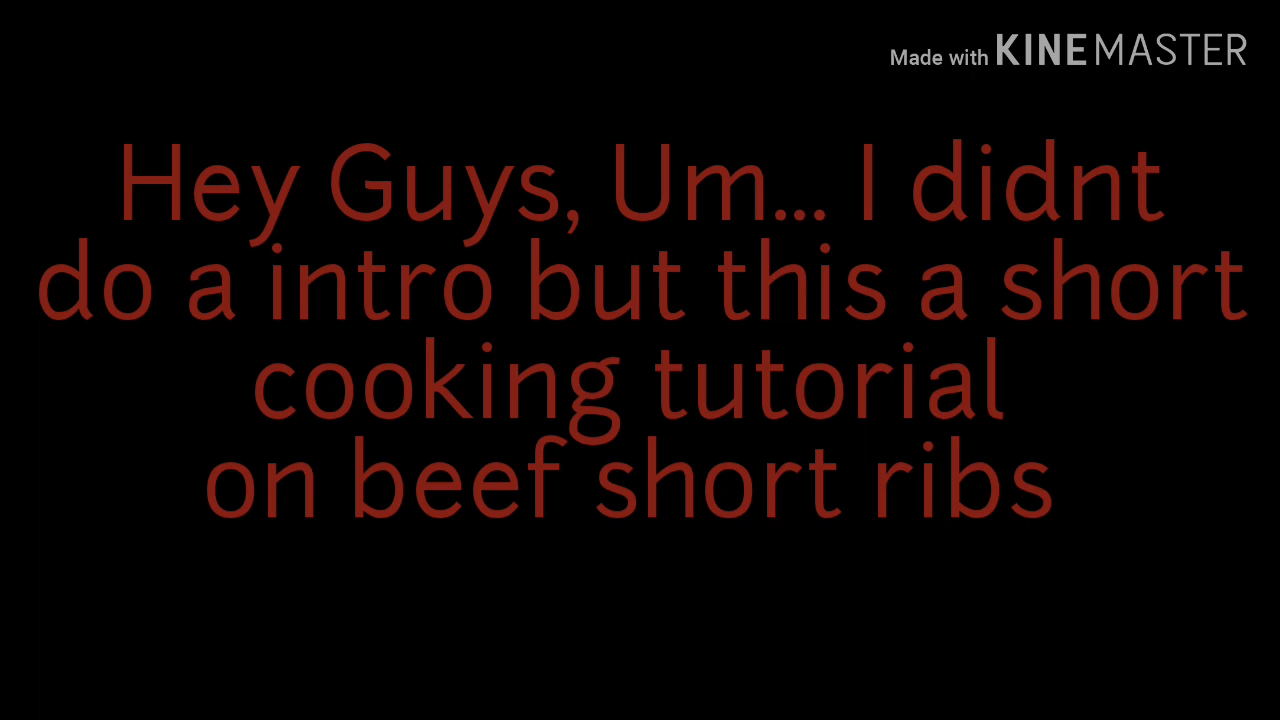 Made with KINEMASTER
Hey Guys, Um... I didnt
do a intro but this a short
cooking tutorial
on beef short ribs